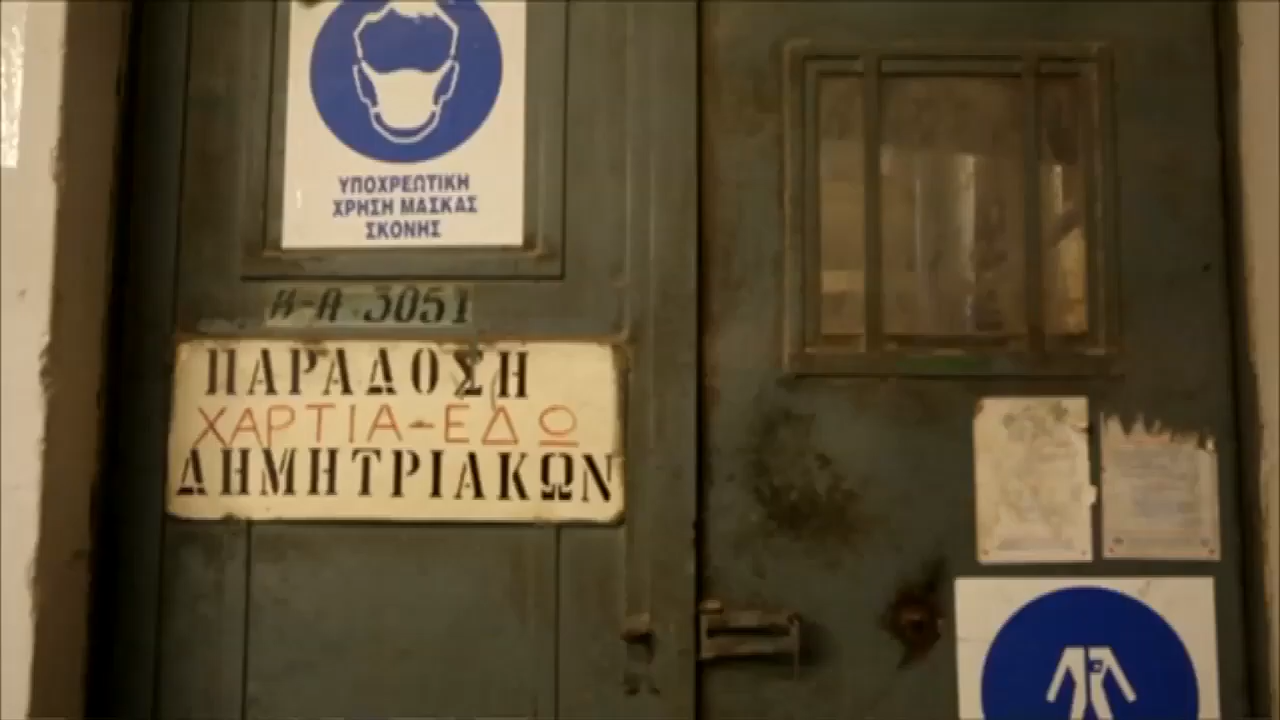 ΥΠΟΧΡΕΩΤΙΚΗ
ΧΡΗΣΗ ΜΑΣΚΑΣ
ΣΚΟΝΗΣ
Β-Α 3051
ΠΑΡΑΔΟΣΗ
ΧΑΡΤΙΑ-ΕΔΩ
ΔΗΜΗΤΡΙΑΚΩΝ